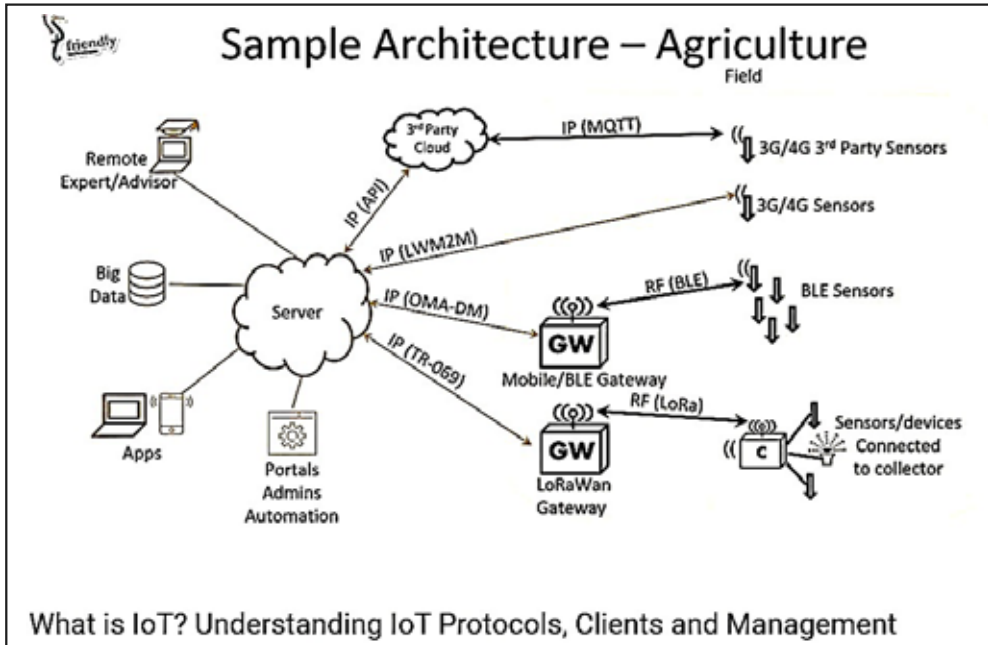 friendly
Sample Architecture – Agriculture
Field
3rd Party
Cloud
IP (MQTT)
3G/4G 3rd Party Sensors
Remote
Expert/Advisor
IP (API)
3G/4G Sensors
IP (LWM2M)
Big
Data
Server
IP (OMA-DM)
RF (BLE)
BLE Sensors
GW
Mobile/BLE Gateway
IP (TR-069)
RF (LoRa)
Apps
Portals
Admins
Automation
GW
LoRaWan
Gateway
C
Sensors/devices
Connected
to collector
What is IoT? Understanding IoT Protocols, Clients and Management